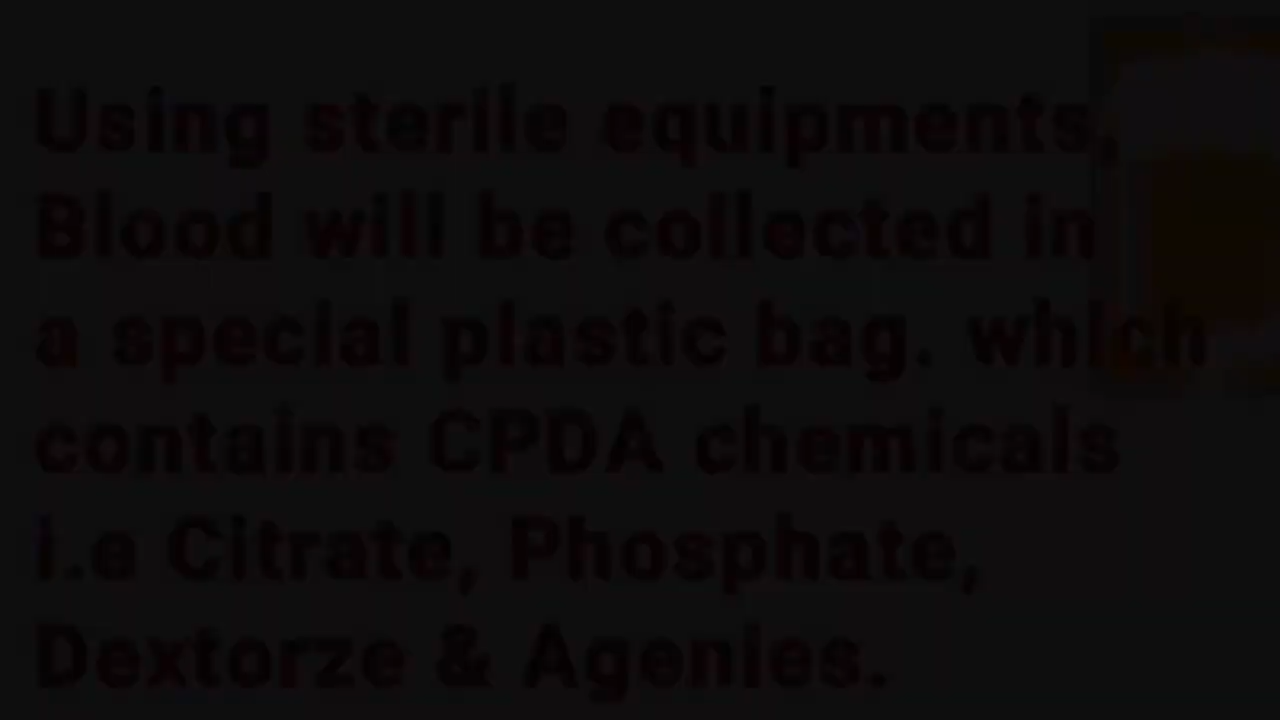 Using sterile equipments,
Blood will be collected in
a special plastic bag. which
contains CPDA chemicals
i.e Citrate, Phosphate,
Dextorze & Agenies.